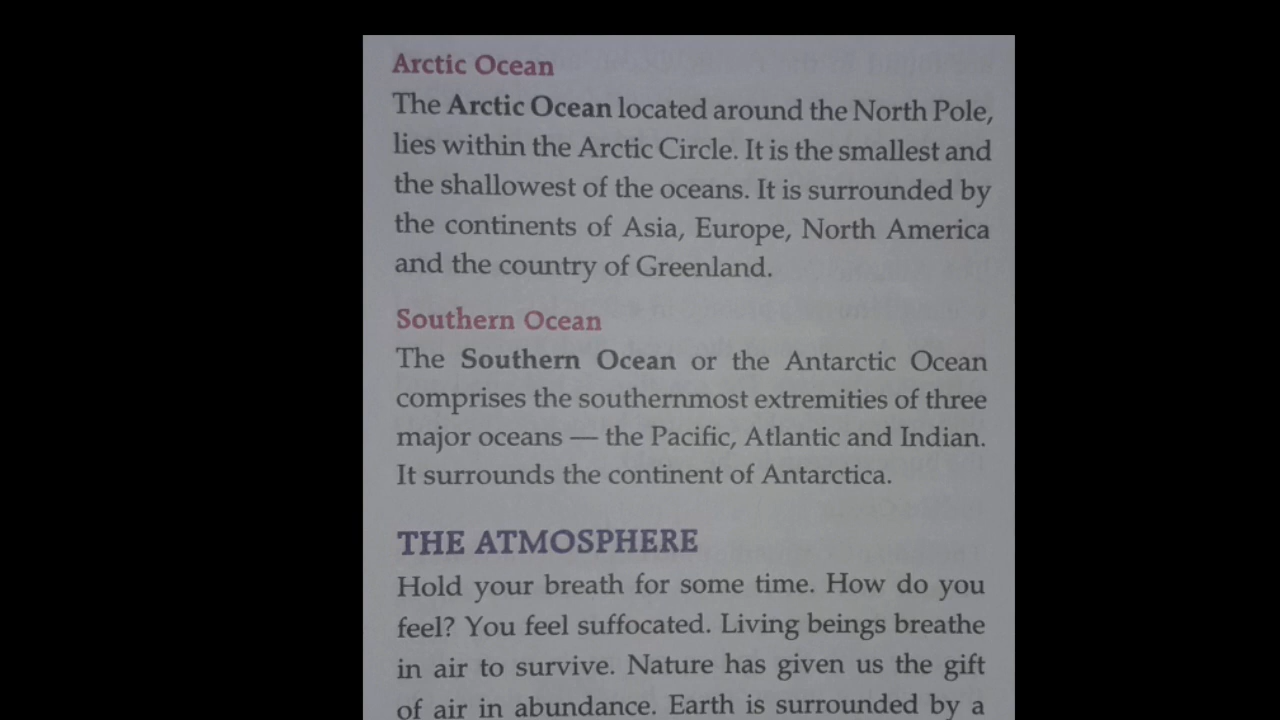 Arctic Ocean
The Arctic Ocean located around the North Pole,
lies within the Arctic Circle. It is the smallest and
the shallowest of the oceans. It is surrounded by
the continents of Asia, Europe, North America
and the country of Greenland.
Southern Ocean
The Southern Ocean or the Antarctic Ocean
comprises the southernmost extremities of three
major oceans — the Pacific, Atlantic and Indian.
It surrounds the continent of Antarctica.
THE ATMOSPHERE
Hold your breath for some time. How do you
feel? You feel suffocated. Living beings breathe
in air to survive. Nature has given us the gift
of air in abundance. Earth is surrounded by a